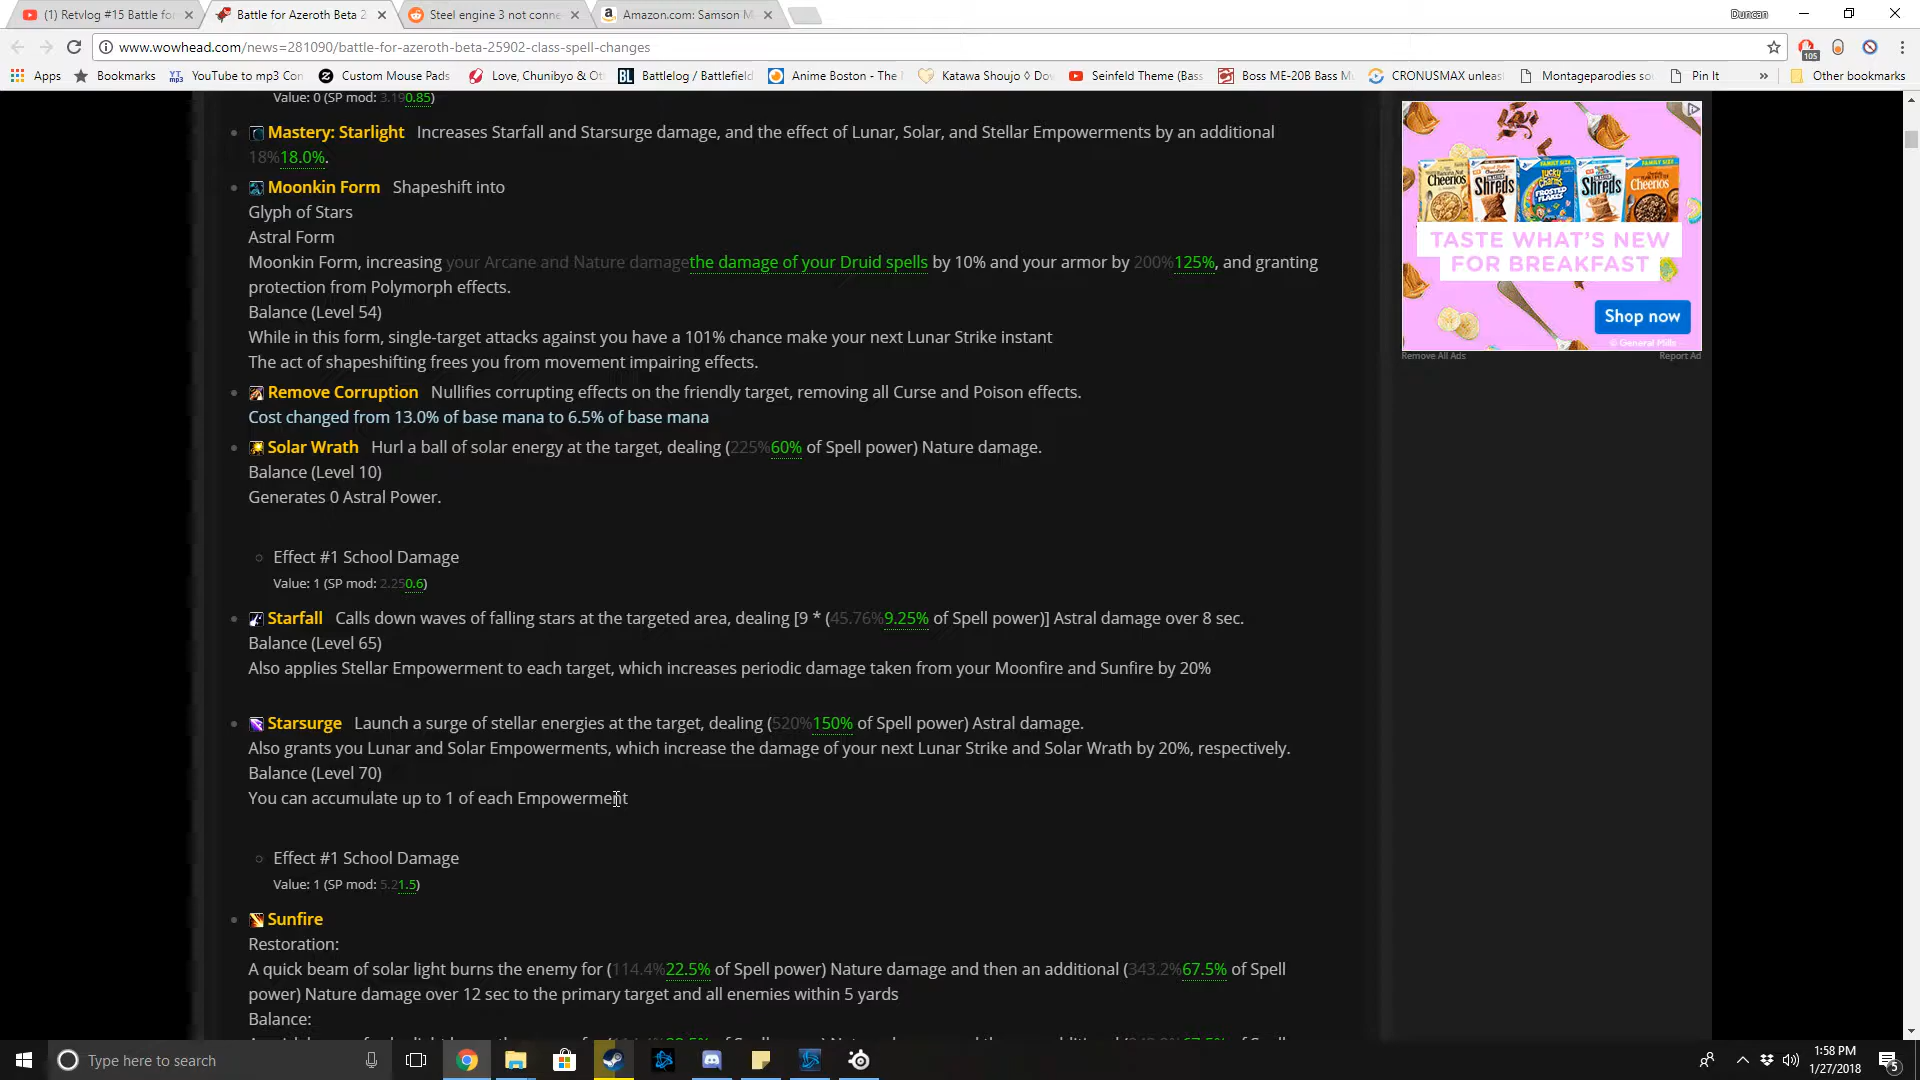 (1) Retvlog #15 Battle for
Battle for Azeroth Beta 2
Steel engine 3 not conne
Amazon.com: Samson M
Duncan
www.wowhead.com/news=281090/battle-for-azeroth-beta-25902-class-spell-changes
105
Apps Bookmarks YouTube to mp3 Con Custom Mouse Pads Love, Chunibyo & Ot Battlelog / Battlefield Anime Boston - The Katawa Shoujo ◊ Do Seinfeld Theme (Bass Boss ME-20B Bass M CRONUSMAX unleas Montageparodies so Pin It » Other bookmarks
Value: 0 (SP mod: 3.190.85)
Mastery: Starlight Increases Starfall and Starsurge damage, and the effect of Lunar, Solar, and Stellar Empowerments by an additional
18%18.0%.
Moonkin Form Shapeshift into
Glyph of Stars
Astral Form
Moonkin Form, increasing your Arcane and Nature damagethe damage of your Druid spells by 10% and your armor by 200%125%, and granting
protection from Polymorph effects.
Balance (Level 54)
While in this form, single-target attacks against you have a 101% chance make your next Lunar Strike instant
The act of shapeshifting frees you from movement impairing effects.
Remove Corruption Nullifies corrupting effects on the friendly target, removing all Curse and Poison effects.
Cost changed from 13.0% of base mana to 6.5% of base mana
Solar Wrath Hurl a ball of solar energy at the target, dealing (225%60% of Spell power) Nature damage.
Balance (Level 10)
Generates 0 Astral Power.
Effect #1 School Damage
Value: 1 (SP mod: 2.250.6)
Starfall Calls down waves of falling stars at the targeted area, dealing [9 * (45.76%9.25% of Spell power)] Astral damage over 8 sec.
Balance (Level 65)
Also applies Stellar Empowerment to each target, which increases periodic damage taken from your Moonfire and Sunfire by 20%
Starsurge Launch a surge of stellar energies at the target, dealing (520%150% of Spell power) Astral damage.
Also grants you Lunar and Solar Empowerments, which increase the damage of your next Lunar Strike and Solar Wrath by 20%, respectively.
Balance (Level 70)
You can accumulate up to 1 of each Empowerment
Effect #1 School Damage
Value: 1 (SP mod: 5.21.5)
Sunfire
Restoration:
A quick beam of solar light burns the enemy for (114.4%22.5% of Spell power) Nature damage and then an additional (343.2%67.5% of Spell
power) Nature damage over 12 sec to the primary target and all enemies within 5 yards
Balance:
Cheerios Shreds Lucky Charms FROSTED FLAKES Shreds Cheerios
TASTE WHAT'S NEW
FOR BREAKFAST
Shop now
© General Mills
Remove All Ads Report Ad
Type here to search
1:58 PM
1/27/2018
5